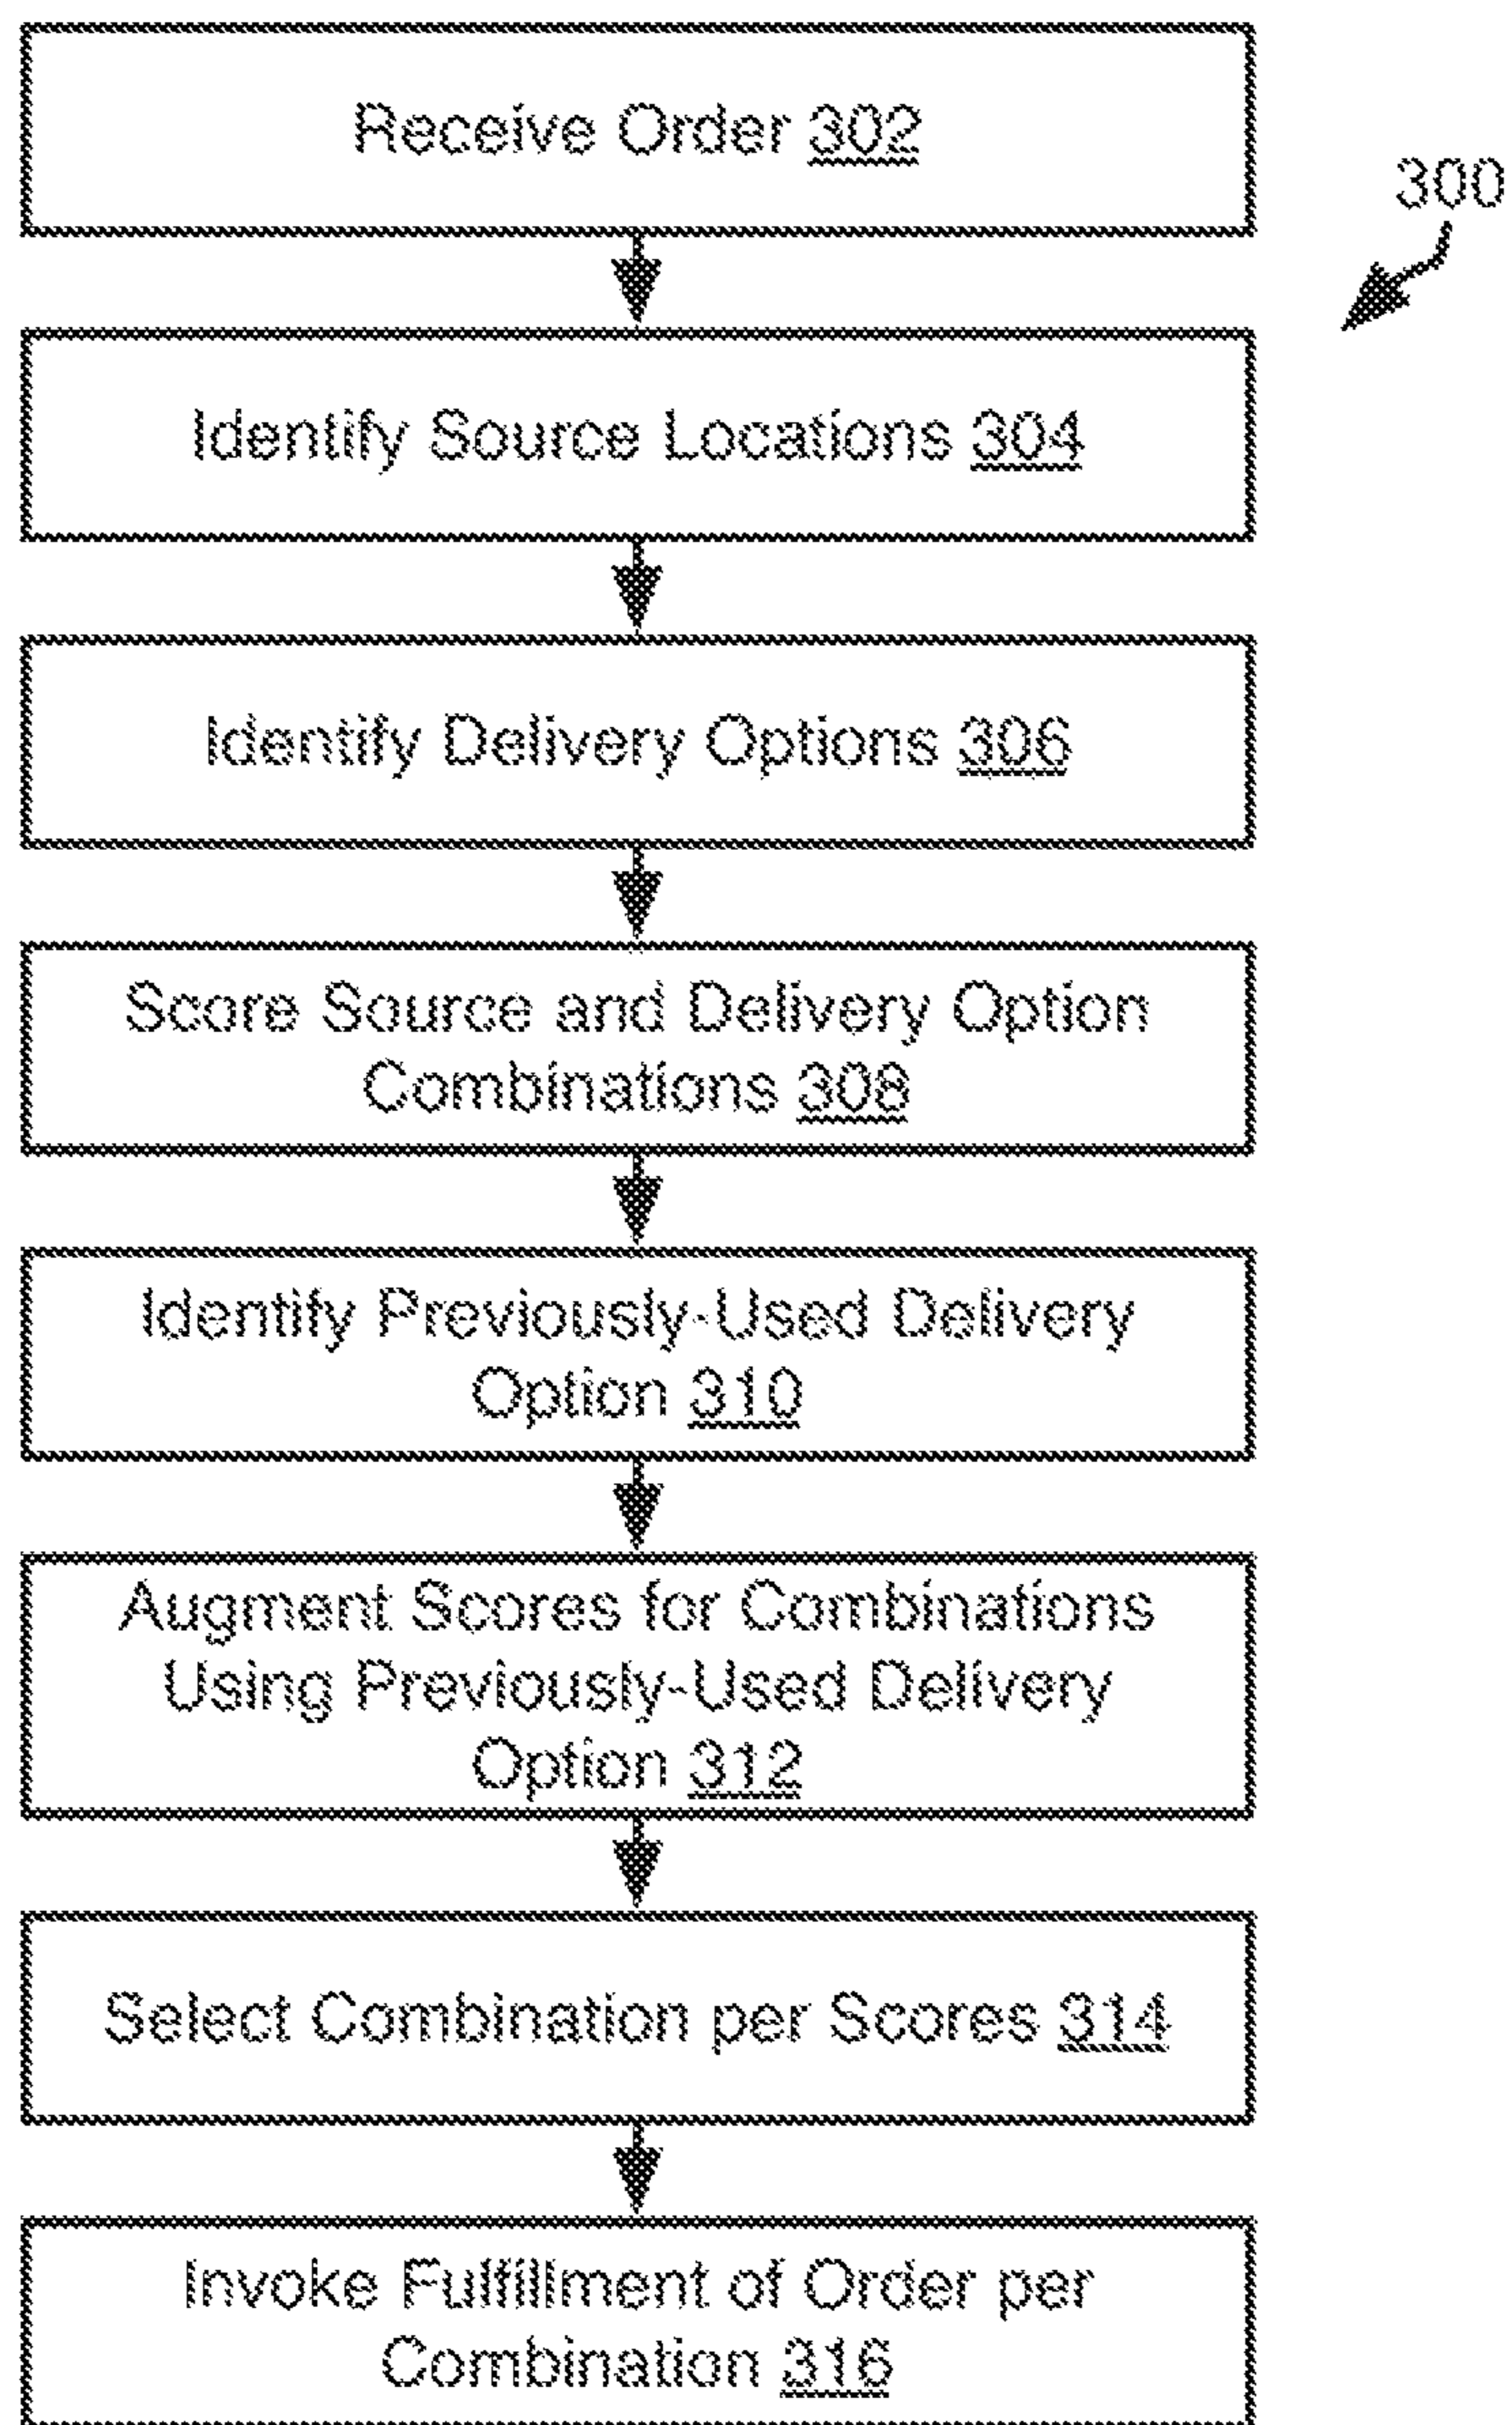 Receive Order 302
300
Identify Source Locations 304
Identify Delivery Options 306
Score Source and Delivery Option
Combinations 308
Identify Previously-Used Delivery
Option 310
Augment Scores for Combinations
Using Previously-Used Delivery
Option 312
Select Combination per Scores 314
Invoke Fulfillment of Order per
Combination 316